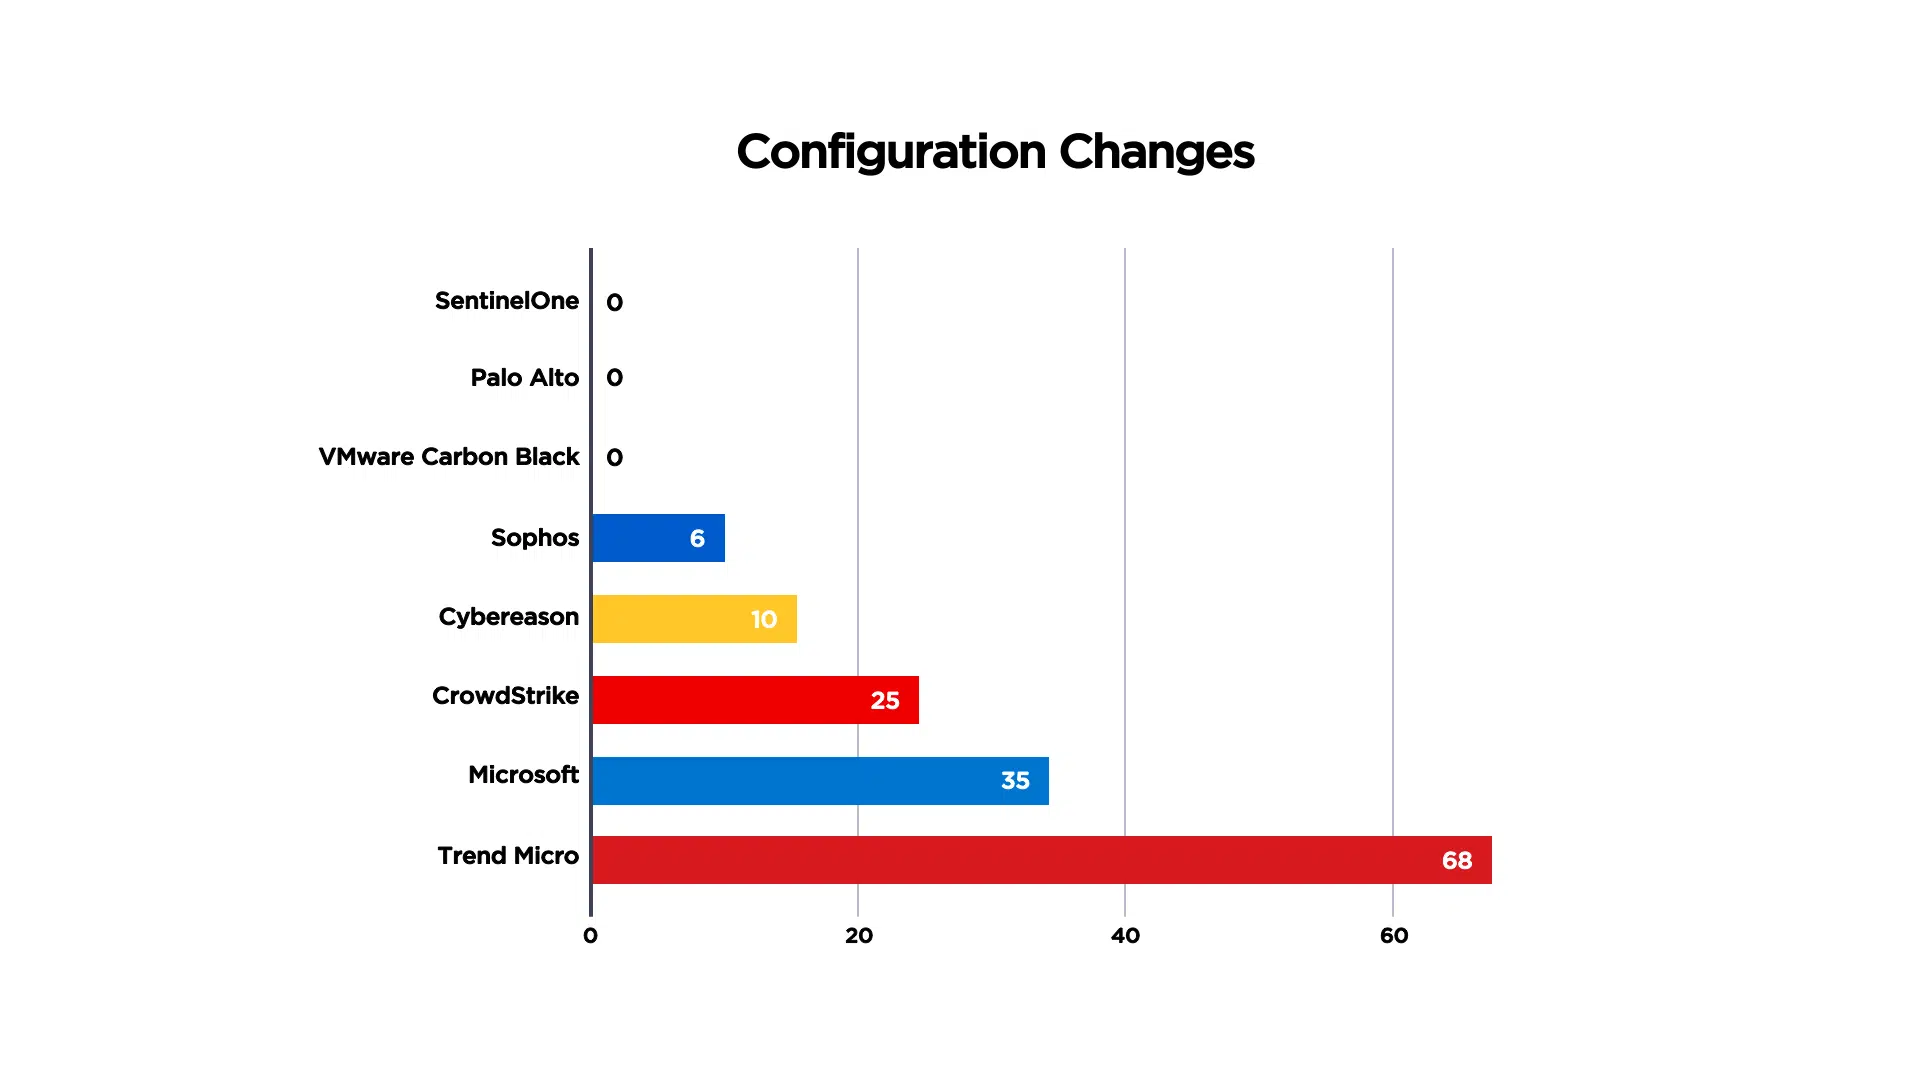 Configuration Changes
SentinelOne 0
Palo Alto 0
VMware Carbon Black 0
Sophos 6
Cybereason 10
CrowdStrike 25
Microsoft 35
Trend Micro 68
0 20 40 60